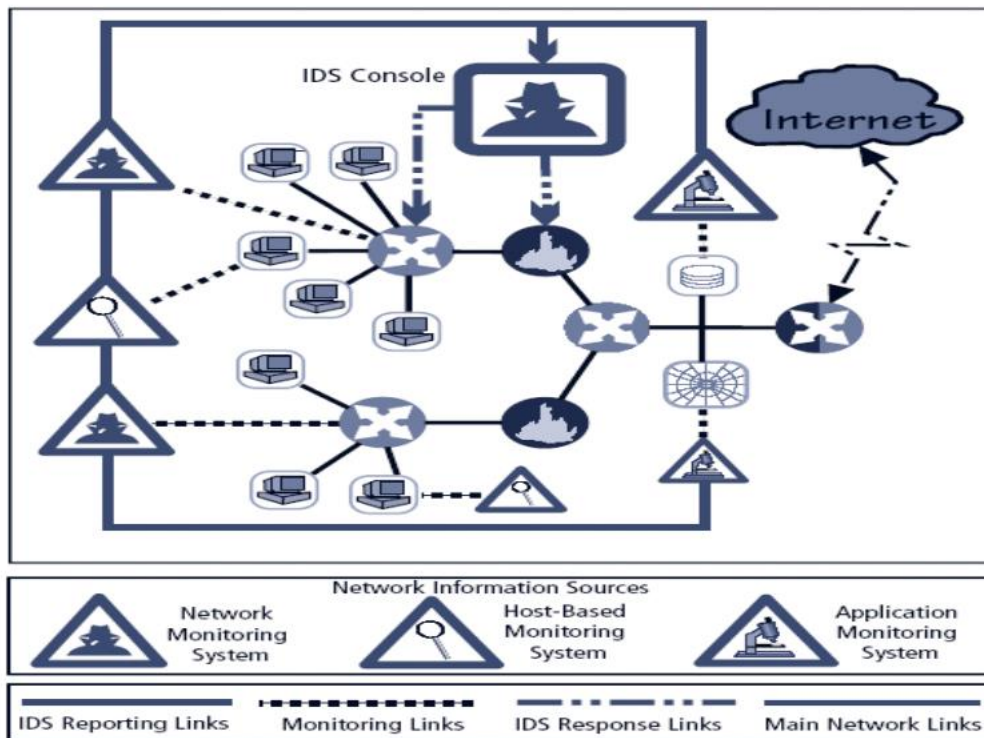 IDS Console
Internet
Network Information Sources
Network
Monitoring
System
Host-Based
Monitoring
System
Application
Monitoring
System
IDS Reporting Links
Monitoring Links
IDS Response Links
Main Network Links